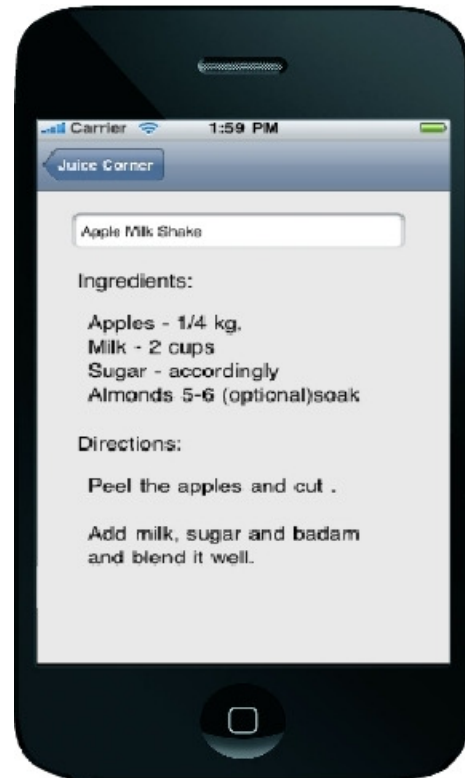 Carrier 1:59 PM
Juice Corner
Apple Milk Shake
Ingredients:
Apples - 1/4 kg,
Milk - 2 cups
Sugar - accordingly
Almonds 5-6 (optional)soak
Directions:
Peel the apples and cut .
Add milk, sugar and badam
and blend it well.